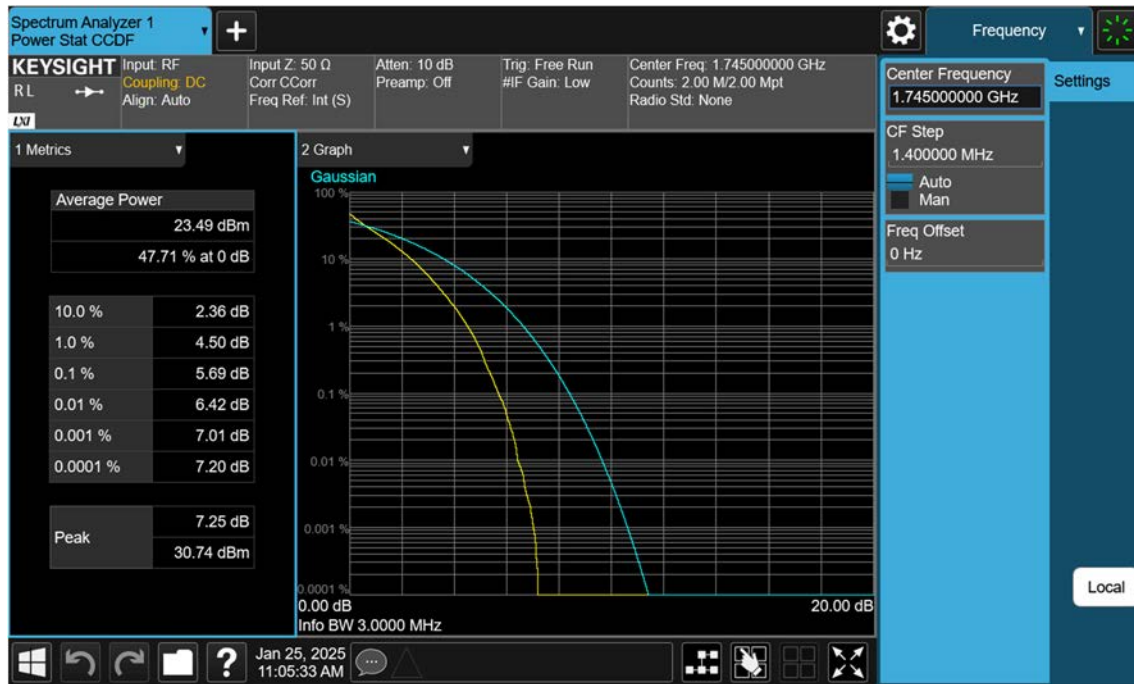 Spectrum Analyzer 1
Power Stat CCDF
Frequency
KEYSIGHT
RL
LXI
Input: RF
Coupling: DC
Align: Auto
Input Z: 50 Ω
Corr CCorr
Freq Ref: Int (S)
Atten: 10 dB
Preamp: Off
Trig: Free Run
#IF Gain: Low
Center Freq: 1.745000000 GHz
Counts: 2.00 M/2.00 Mpt
Radio Std: None
Center Frequency
1.745000000 GHz
Settings
CF Step
1.400000 MHz
Auto
Man
Freq Offset
0 Hz
Local
1 Metrics
Average Power
23.49 dBm
47.71 % at 0 dB
10.0 % 2.36 dB
1.0 % 4.50 dB
0.1 % 5.69 dB
0.01 % 6.42 dB
0.001 % 7.01 dB
0.0001 % 7.20 dB
Peak 7.25 dB
30.74 dBm
2 Graph
Gaussian
100 %
10 %
1 %
0.1 %
0.01 %
0.001 %
0.0001 %
0.00 dB 20.00 dB
Info BW 3.0000 MHz
?
Jan 25, 2025
11:05:33 AM